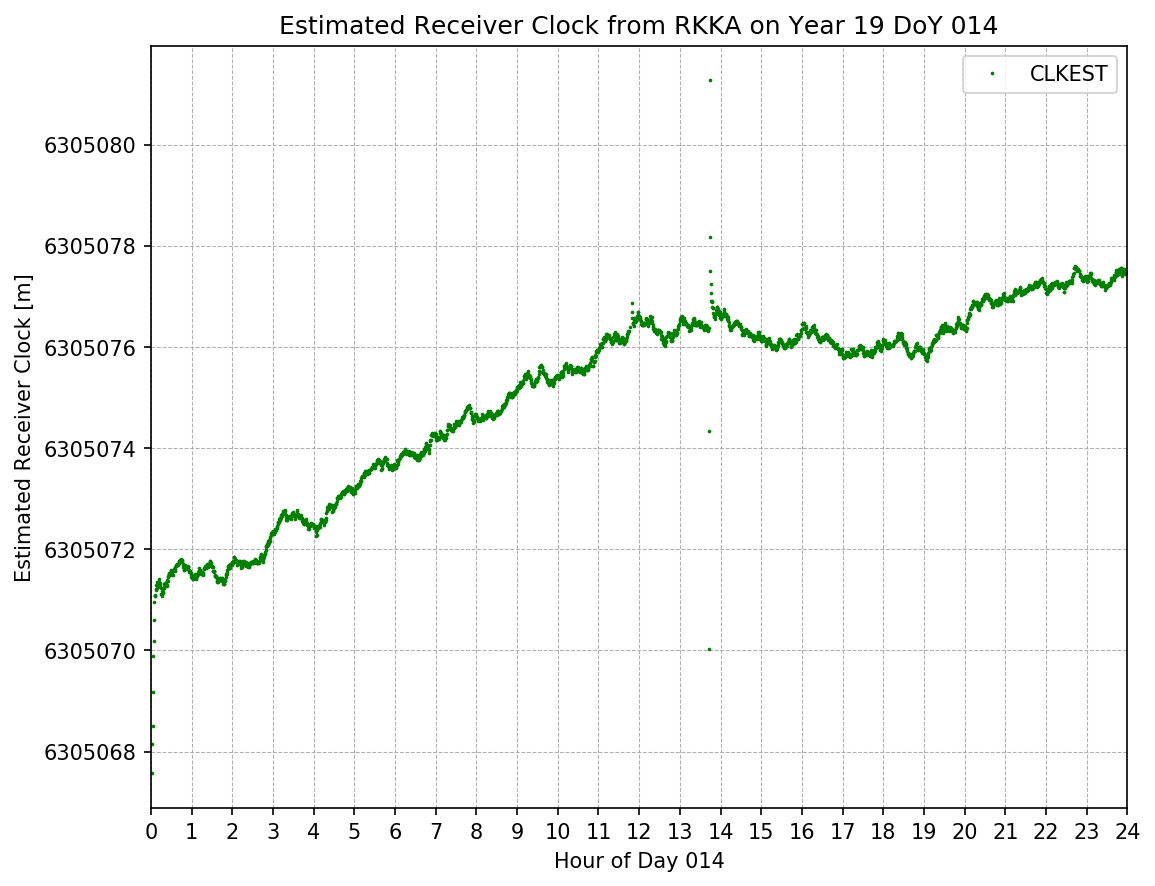 Estimated Receiver Clock from RKKA on Year 19 DoY 014
CLKEST
6305080
6305078
6305076
6305074
6305072
6305070
6305068
Estimated Receiver Clock [m]
0 1 2 3 4 5 6 7 8 9 10 11 12 13 14 15 16 17 18 19 20 21 22 23 24
Hour of Day 014